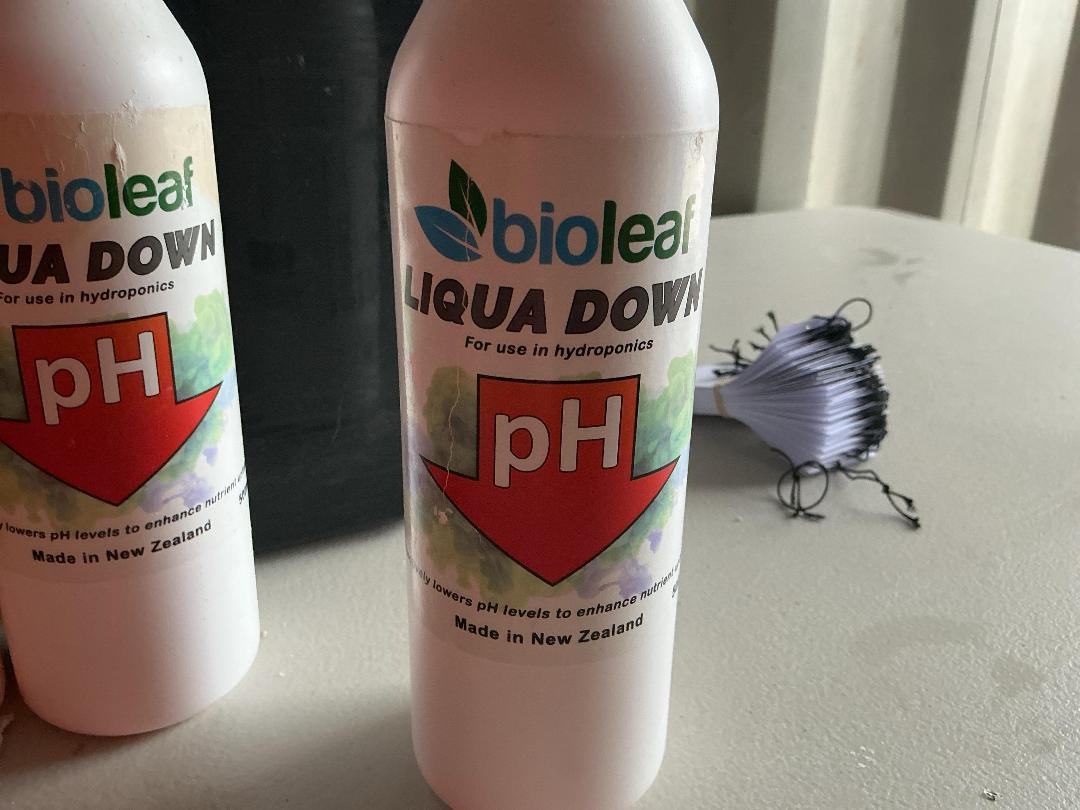 bioleaf
UA DOWN
For use in hydroponics
pH
lowers pH levels to enhance nutrient
Made in New Zealand
bioleaf
LIQUA DOWN
For use in hydroponics
pH
lowers pH levels to enhance nutrient
Made in New Zealand